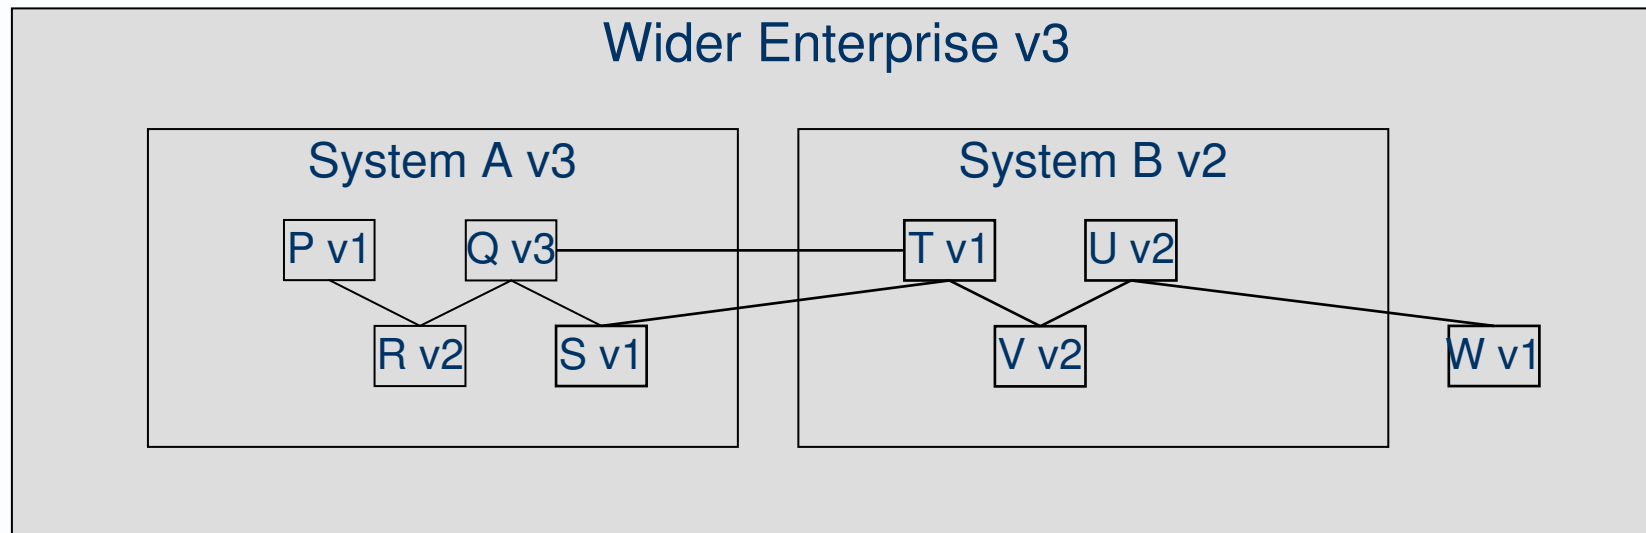 Wider Enterprise v3
System A v3
System B v2
P v1
Q v3
T v1
U v2
R v2
S v1
V v2
W v1